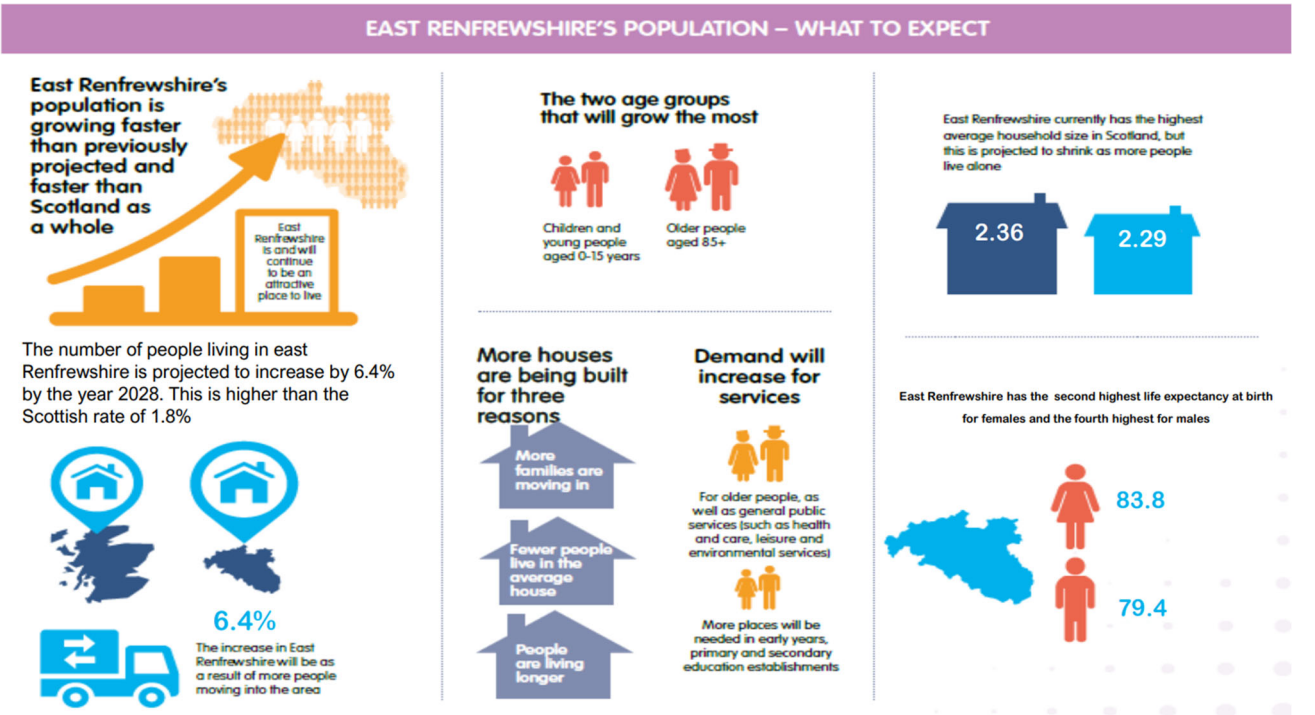 EAST RENFREWSHIRE'S POPULATION – WHAT TO EXPECT
East Renfrewshire's
population is
growing faster
than previously
projected and
faster than
Scotland as
a whole
East
Renfrewshire
is and will
continue
to be an
attractive
place to live
The number of people living in east
Renfrewshire is projected to increase by 6.4%
by the year 2028. This is higher than the
Scottish rate of 1.8%
6.4%
The increase in East
Renfrewshire will be as
a result of more people
moving into the area
The two age groups
that will grow the most
Children and
young people
aged 0-15 years
Older people
aged 85+
More houses
are being built
for three
reasons
More
families are
moving in
Fewer people
live in the
average
house
People
are living
longer
Demand will
increase for
services
For older people, as
well as general public
services (such as health
and care, leisure and
environmental services)
More places will be
needed in early years,
primary and secondary
education establishments
East Renfrewshire currently has the highest
average household size in Scotland, but
this is projected to shrink as more people
live alone
2.36
2.29
East Renfrewshire has the second highest life expectancy at birth
for females and the fourth highest for males
83.8
79.4